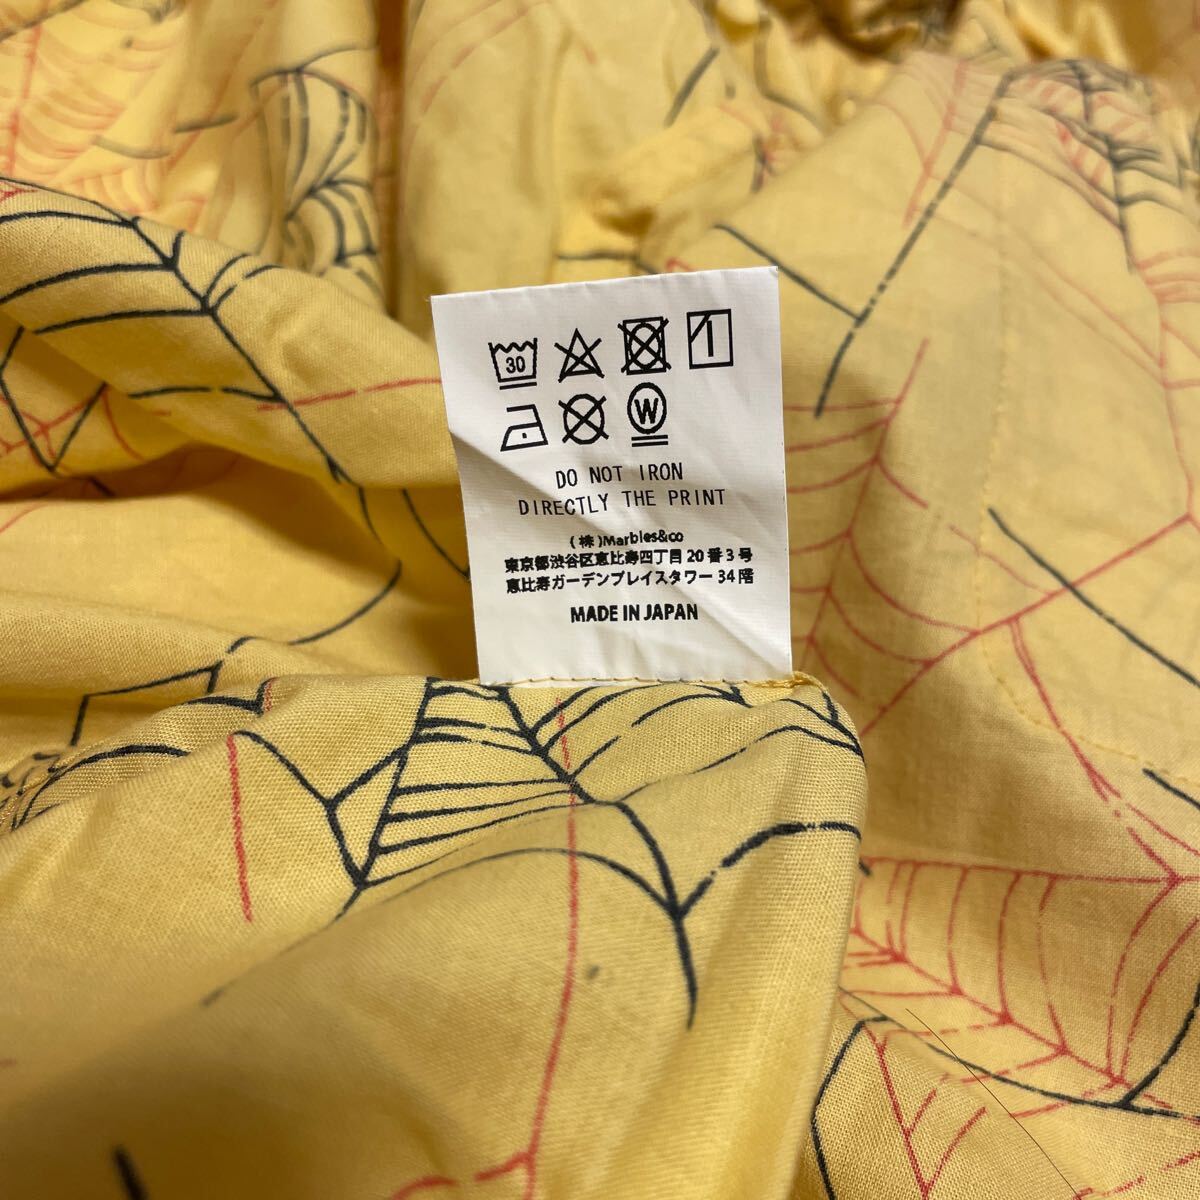 30
W
DO NOT IRON
DIRECTLY THE PRINT
(株)Marbles&co
東京都渋谷区恵比寿四丁目20番3号
恵比寿ガーデンプレイスタワー34階
MADE IN JAPAN